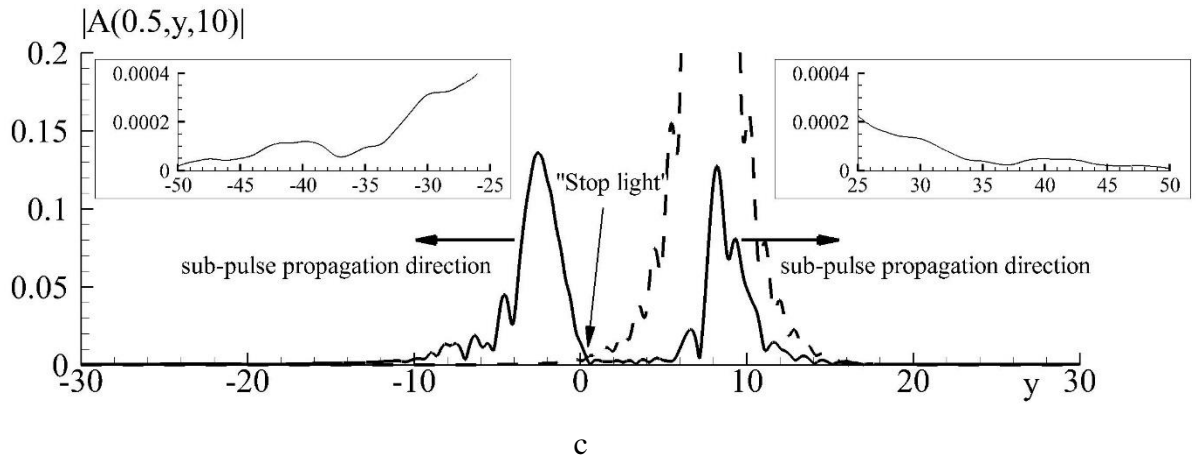 |A(0.5,y,10)|
0.2
0.15
0.1
0.05
0
0.0004
0.0002
0
-50 -45 -40 -35 -30 -25
"Stop light"
0.0004
0.0002
0
25 30 35 40 45 50
sub-pulse propagation direction
sub-pulse propagation direction
-30 -20 -10 0 10 20 y 30
c